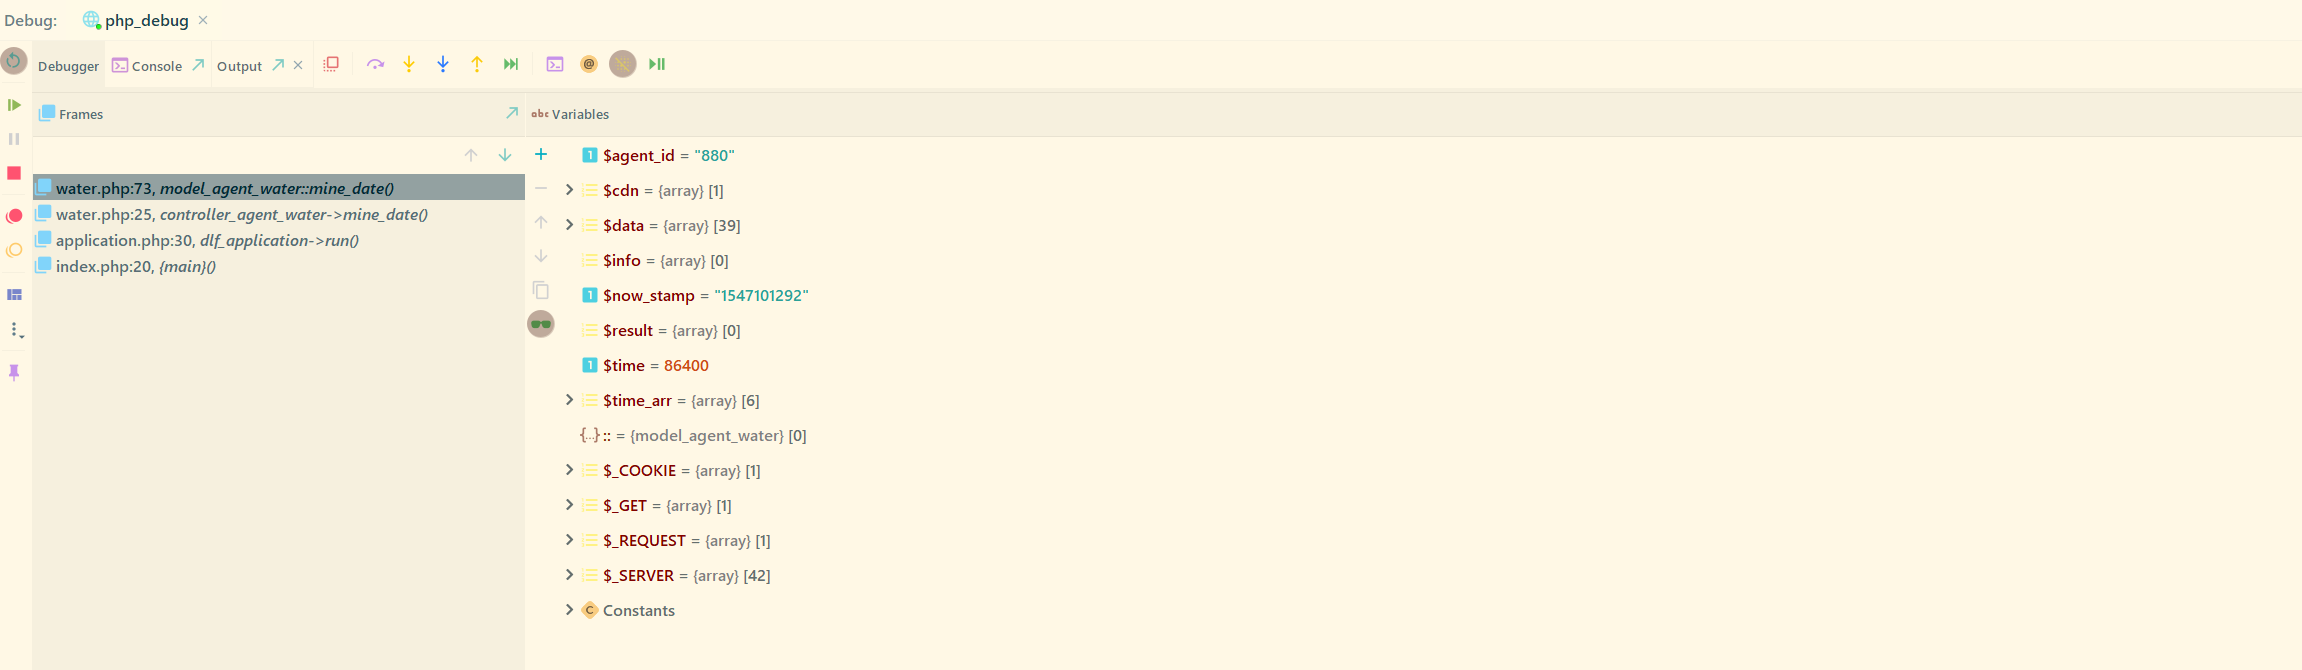 Debug: php_debug
Debugger Console Output
Frames
water.php:73, model_agent_water::mine_date()
water.php:25, controller_agent_water->mine_date()
application.php:30, dlf_application->run()
index.php:20, {main}()
abc Variables
$agent_id = "880"
$cdn = {array} [1]
$data = {array} [39]
$info = {array} [0]
$now_stamp = "1547101292"
$result = {array} [0]
$time = 86400
$time_arr = {array} [6]
:: = {model_agent_water} [0]
$_COOKIE = {array} [1]
$_GET = {array} [1]
$_REQUEST = {array} [1]
$_SERVER = {array} [42]
Constants